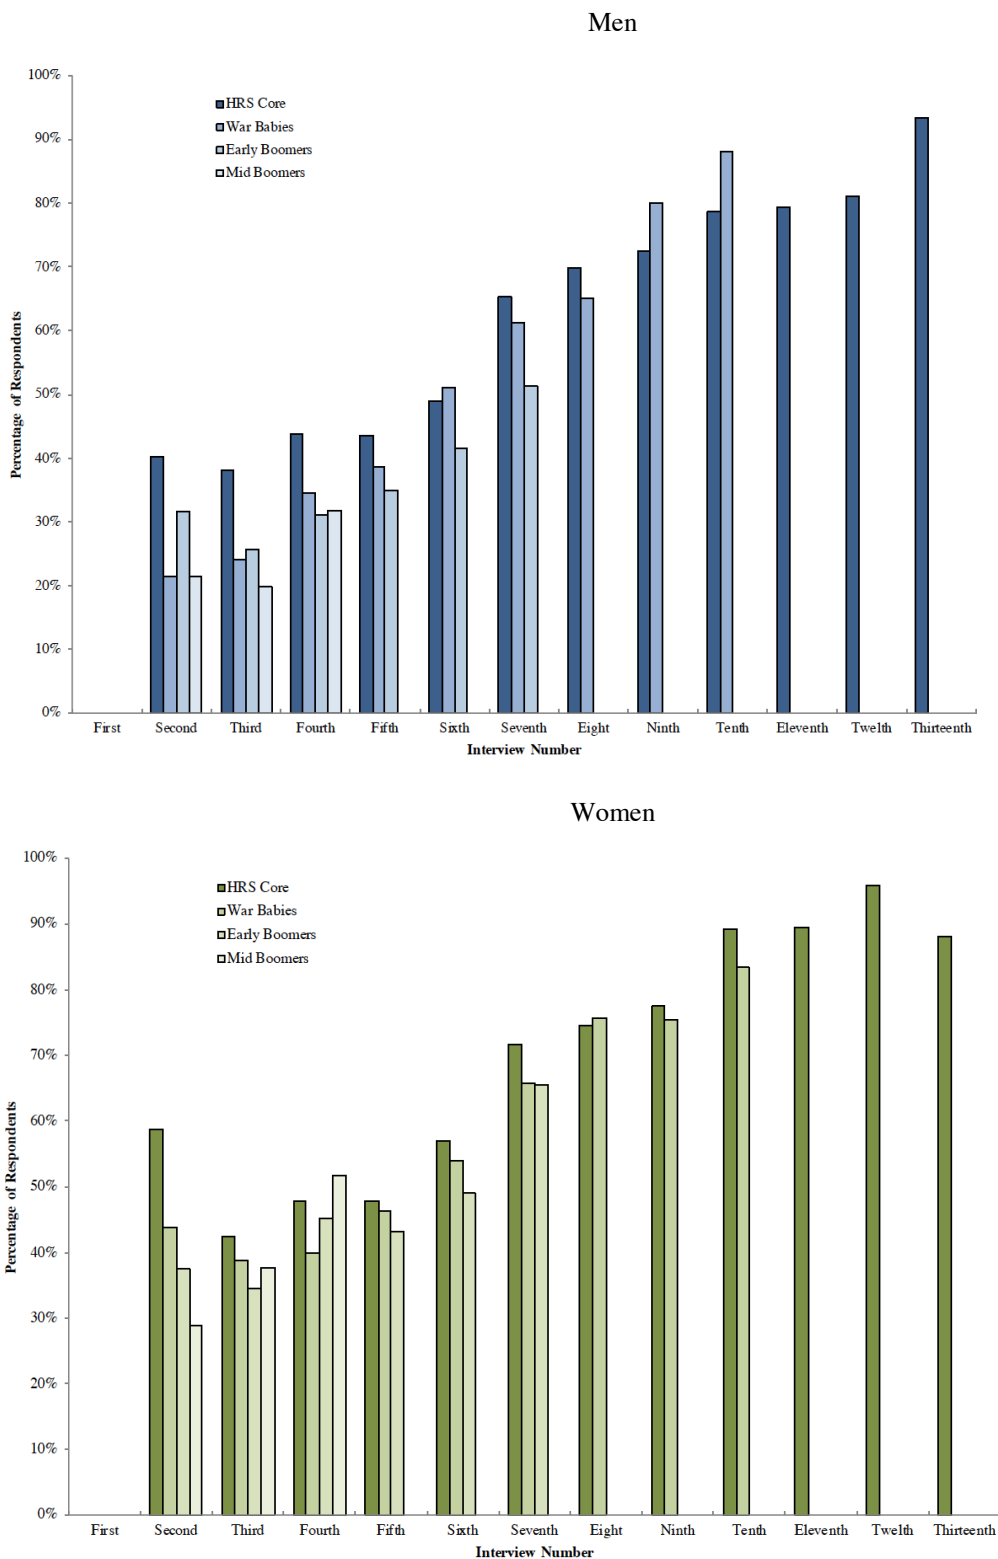 Men
100%
90%
80%
70%
60%
50%
40%
30%
20%
10%
0%
Percentage of Respondents
HRS Core
War Babies
Early Boomers
Mid Boomers
First Second Third Fourth Fifth Sixth Seventh Eight Ninth Tenth Eleventh Twelth Thirteenth
Interview Number
Women
100%
90%
80%
70%
60%
50%
40%
30%
20%
10%
0%
Percentage of Respondents
HRS Core
War Babies
Early Boomers
Mid Boomers
First Second Third Fourth Fifth Sixth Seventh Eight Ninth Tenth Eleventh Twelth Thirteenth
Interview Number